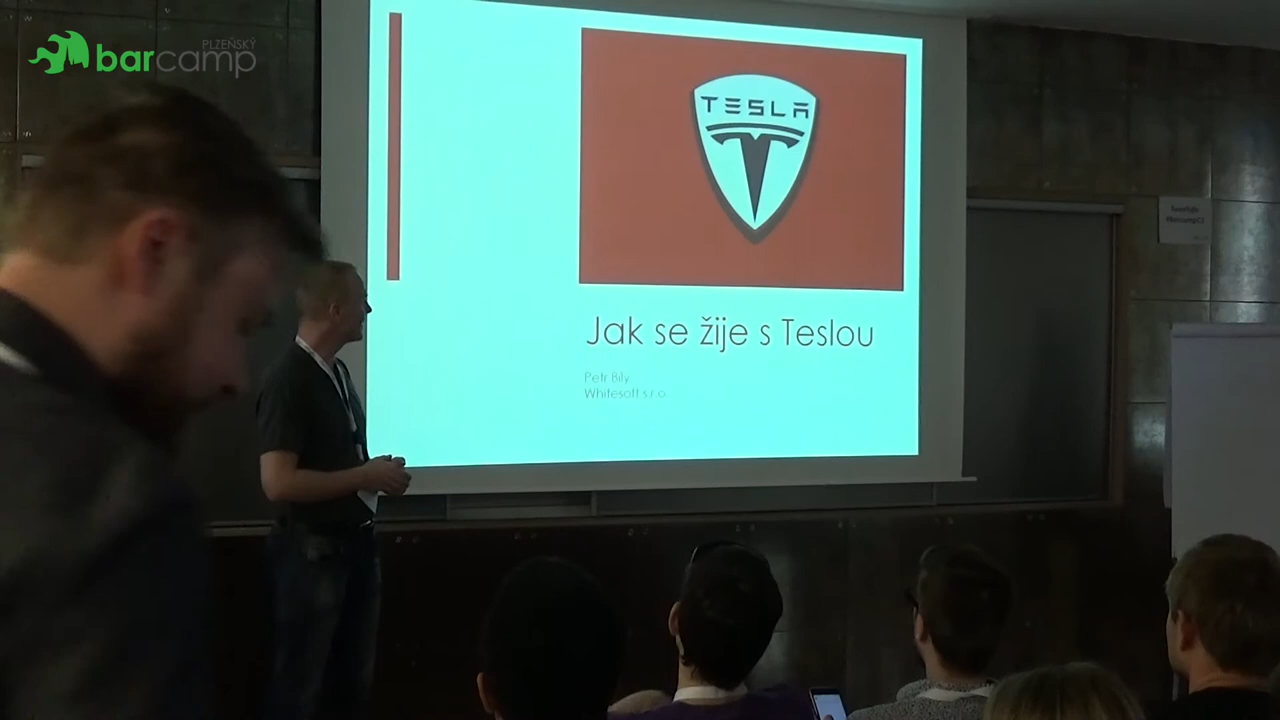 PLZEŇSKÝ
barcamp
TESLA
Jak se žije s Teslou
Petr Bílý
Whitesoft s.r.o.